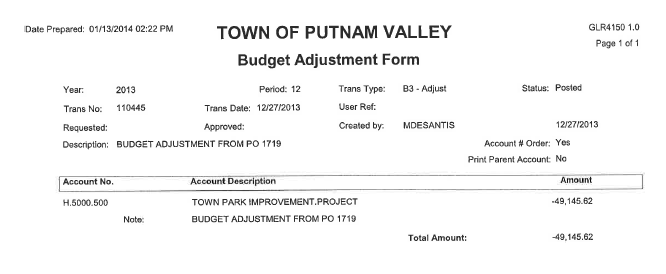 Date Prepared: 01/13/2014 02:22 PM TOWN OF PUTNAM VALLEY GLR4150 1.0
Page 1 of 1
Budget Adjustment Form
Year: 2013 Period: 12 Trans Type: B3 - Adjust Status: Posted
Trans No: 110445 Trans Date: 12/27/2013 User Ref:
Requested: Approved: Created by: MDESANTIS 12/27/2013
Description: BUDGET ADJUSTMENT FROM PO 1719 Account # Order: Yes
Print Parent Account: No
Account No. Account Description Amount
H.5000.500 TOWN PARK IMPROVEMENT.PROJECT -49,145.62
Note: BUDGET ADJUSTMENT FROM PO 1719
Total Amount: -49,145.62